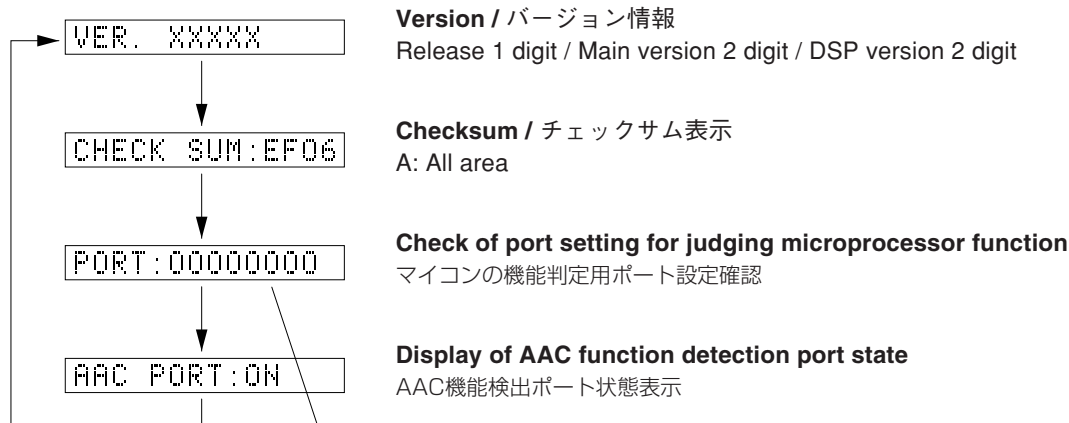 VER. XXXXX
Version / バージョン情報
Release 1 digit / Main version 2 digit / DSP version 2 digit
CHECK SUM:EF06
Checksum / チェックサム表示
A: All area
PORT:00000000
Check of port setting for judging microprocessor function
マイコンの機能判定用ポート設定確認
AAC PORT:ON
Display of AAC function detection port state
AAC機能検出ポート状態表示